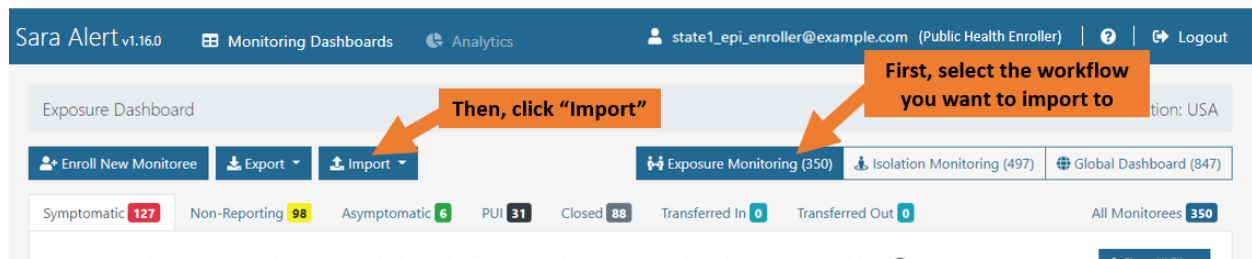 Sara Alert v1.16.0 Monitoring Dashboards Analytics state1_epi_enroller@example.com (Public Health Enroller) Logout
First, select the workflow
you want to import to
Exposure Dashboard
Then, click “Import”
tion: USA
Enroll New Monitoree Export Import Exposure Monitoring (350) Isolation Monitoring (497) Global Dashboard (847)
Symptomatic 127 Non-Reporting 98 Asymptomatic 6 PUI 31 Closed 88 Transferred In 0 Transferred Out 0 All Monitorees 350